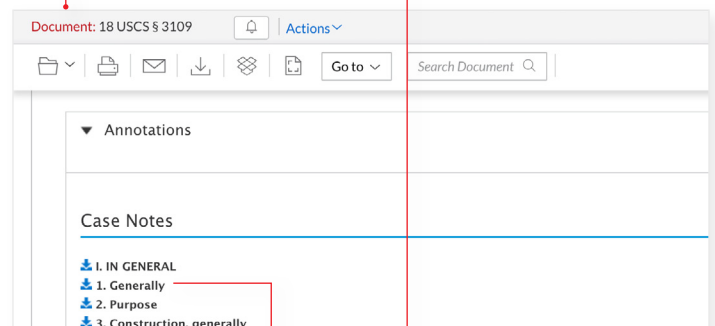 Document: 18 USCS § 3109
Actions
Go to
Search Document
Annotations
Case Notes
I. IN GENERAL
1. Generally
2. Purpose
3. Construction, generally